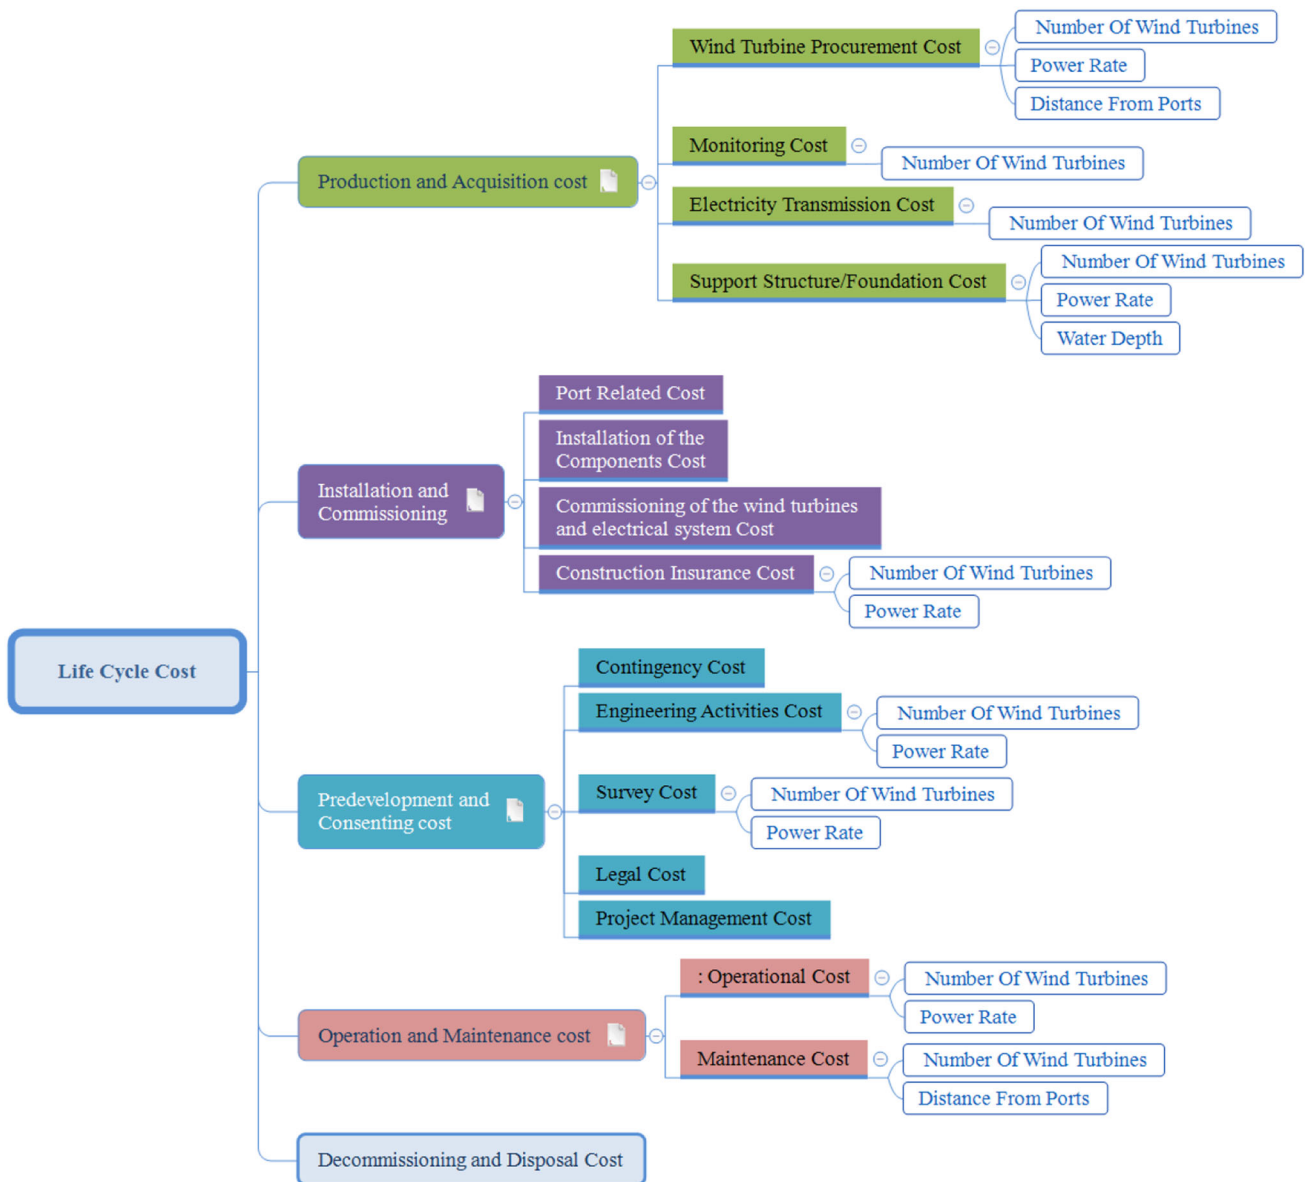 Life Cycle Cost
Production and Acquisition cost
Wind Turbine Procurement Cost
Number Of Wind Turbines
Power Rate
Distance From Ports
Monitoring Cost
Number Of Wind Turbines
Electricity Transmission Cost
Number Of Wind Turbines
Support Structure/Foundation Cost
Number Of Wind Turbines
Power Rate
Water Depth
Installation and
Commissioning
Port Related Cost
Installation of the
Components Cost
Commissioning of the wind turbines
and electrical system Cost
Construction Insurance Cost
Number Of Wind Turbines
Power Rate
Predevelopment and
Consenting cost
Contingency Cost
Engineering Activities Cost
Number Of Wind Turbines
Power Rate
Survey Cost
Number Of Wind Turbines
Power Rate
Legal Cost
Project Management Cost
Operation and Maintenance cost
: Operational Cost
Number Of Wind Turbines
Power Rate
Maintenance Cost
Number Of Wind Turbines
Distance From Ports
Decommissioning and Disposal Cost